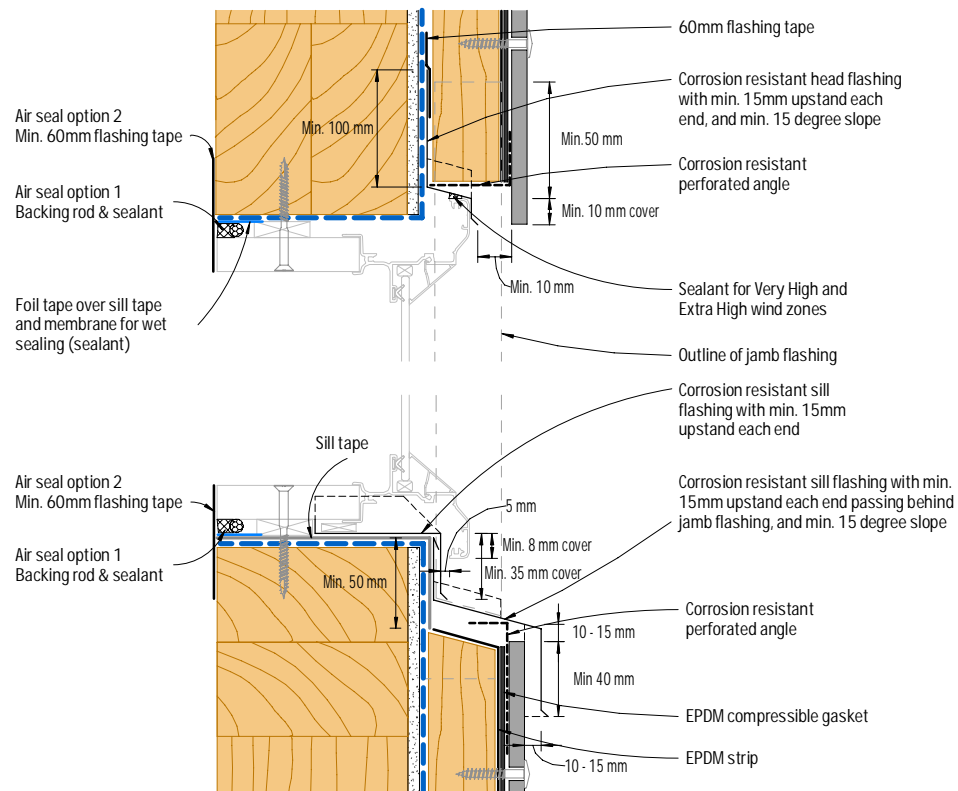 60mm flashing tape
Corrosion resistant head flashing
with min. 15mm upstand each
end, and min. 15 degree slope
Air seal option 2
Min. 60mm flashing tape
Min. 100 mm
Min.50 mm
Corrosion resistant
perforated angle
Air seal option 1
Backing rod & sealant
Min. 10 mm cover
Min. 10 mm
Sealant for Very High and
Extra High wind zones
Foil tape over sill tape
and membrane for wet
sealing (sealant)
Outline of jamb flashing
Corrosion resistant sill
flashing with min. 15mm
upstand each end
Sill tape
Air seal option 2
Min. 60mm flashing tape
Corrosion resistant sill flashing with min.
15mm upstand each end passing behind
jamb flashing, and min. 15 degree slope
5 mm
Min. 8 mm cover
Air seal option 1
Backing rod & sealant
Min. 50 mm
Min. 35 mm cover
Corrosion resistant
perforated angle
10 - 15 mm
Min 40 mm
EPDM compressible gasket
EPDM strip
10 - 15 mm